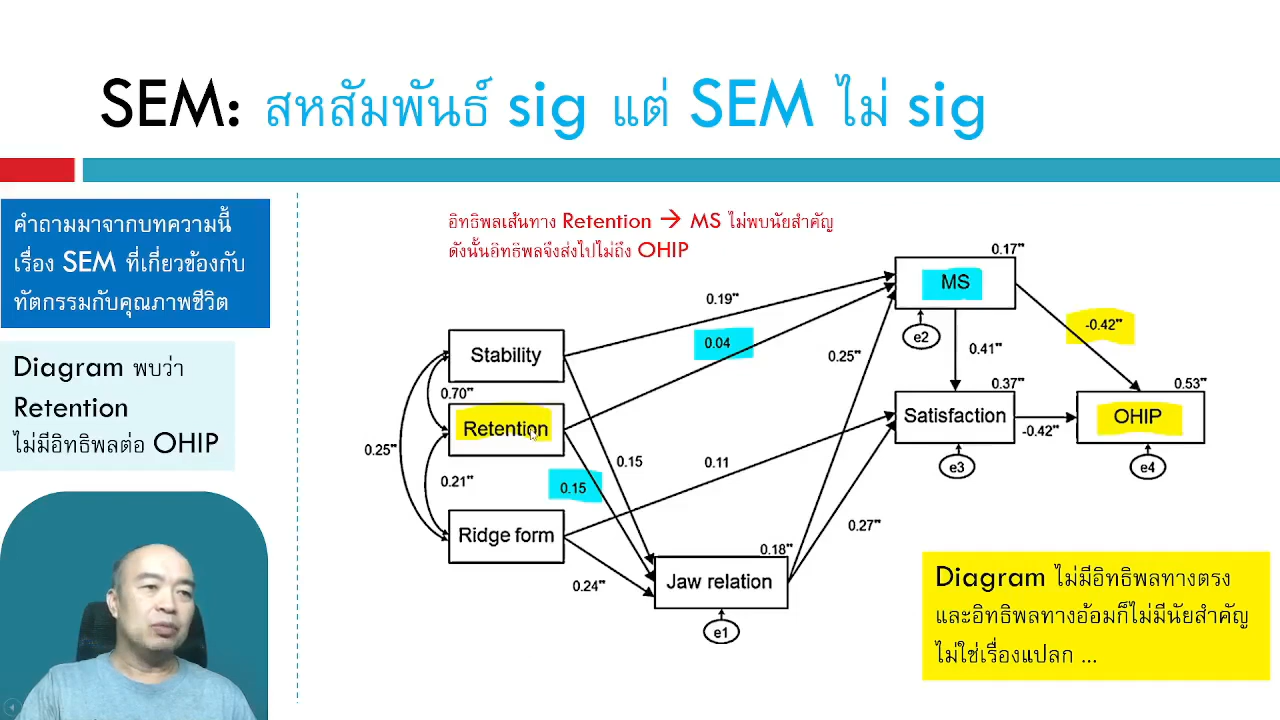 SEM: สหสัมพันธ์ sig แต่ SEM ไม่ sig
คำถามมาจากบทความนี้
เรื่อง SEM ที่เกี่ยวข้องกับ
ทัตกรรมกับคุณภาพชีวิต
Diagram พบว่า
Retention
ไม่มีอิทธิพลต่อ OHIP
อิทธิพลเส้นทาง Retention → MS ไม่พบนัยสำคัญ
ดังนั้นอิทธิพลจึงส่งไปไม่ถึง OHIP
0.17**
MS
e2
0.19**
0.04
-0.42**
0.25**
0.41**
Stability
0.70**
Retention
0.25**
0.21**
0.15
0.15
0.11
0.37**
Satisfaction
e3
-0.42**
0.53**
OHIP
e4
Ridge form
0.24**
0.27**
0.18**
Jaw relation
e1
Diagram ไม่มีอิทธิพลทางตรง
และอิทธิพลทางอ้อมก็ไม่มีนัยสำคัญ
ไม่ใช่เรื่องแปลก ...